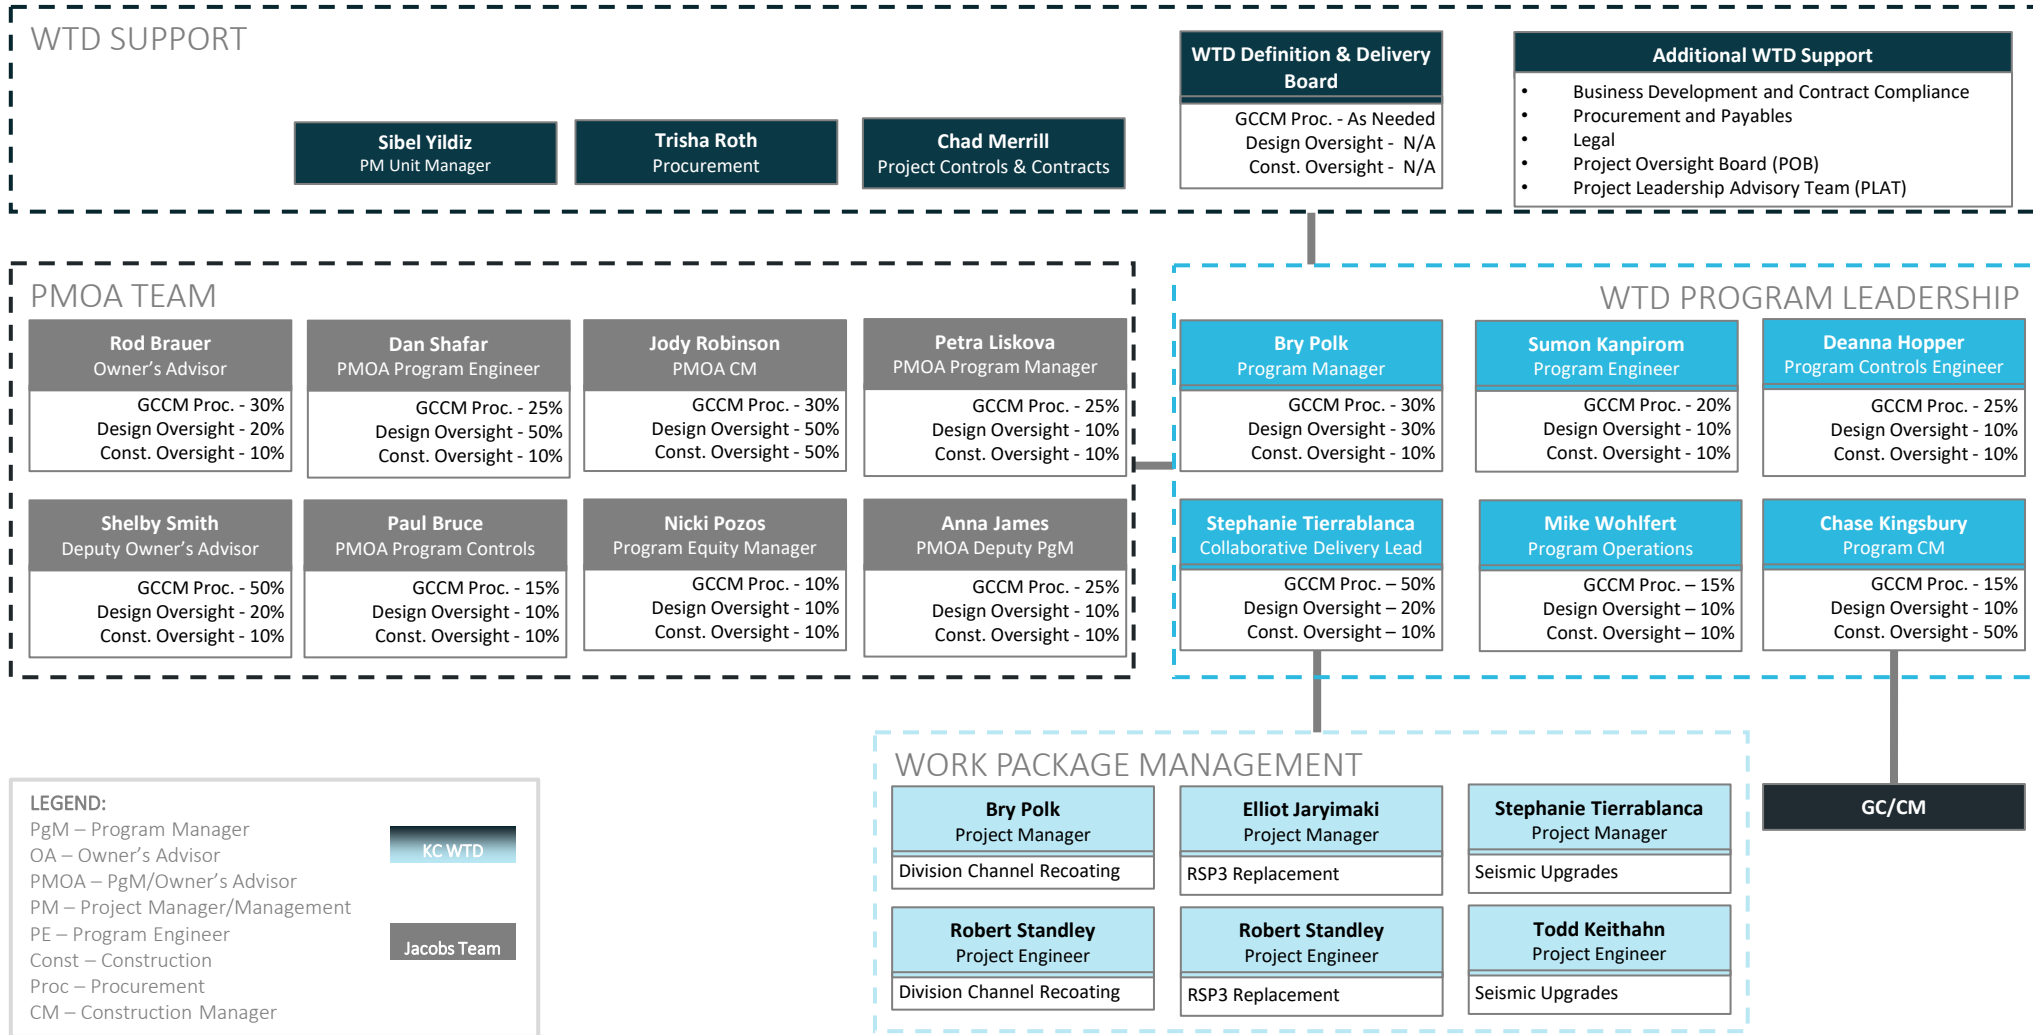 WTD SUPPORT
Sibel Yildiz
PM Unit Manager
Trisha Roth
Procurement
Chad Merrill
Project Controls & Contracts
WTD Definition & Delivery
Board
GCCM Proc. - As Needed
Design Oversight - N/A
Const. Oversight - N/A
Additional WTD Support
• Business Development and Contract Compliance
• Procurement and Payables
• Legal
• Project Oversight Board (POB)
• Project Leadership Advisory Team (PLAT)
PMOA TEAM
Rod Brauer
Owner's Advisor
GCCM Proc. - 30%
Design Oversight - 20%
Const. Oversight - 10%
Dan Shafar
PMOA Program Engineer
GCCM Proc. - 25%
Design Oversight - 50%
Const. Oversight - 10%
Jody Robinson
PMOA CM
GCCM Proc. - 30%
Design Oversight - 50%
Const. Oversight - 50%
Petra Liskova
PMOA Program Manager
GCCM Proc. - 25%
Design Oversight - 10%
Const. Oversight - 10%
Shelby Smith
Deputy Owner's Advisor
GCCM Proc. - 50%
Design Oversight - 20%
Const. Oversight - 10%
Paul Bruce
PMOA Program Controls
GCCM Proc. - 15%
Design Oversight - 10%
Const. Oversight - 10%
Nicki Pozos
Program Equity Manager
GCCM Proc. - 10%
Design Oversight - 10%
Const. Oversight - 10%
Anna James
PMOA Deputy PgM
GCCM Proc. - 25%
Design Oversight - 10%
Const. Oversight - 10%
WTD PROGRAM LEADERSHIP
Bry Polk
Program Manager
GCCM Proc. - 30%
Design Oversight - 30%
Const. Oversight - 10%
Sumon Kanpirom
Program Engineer
GCCM Proc. - 20%
Design Oversight - 10%
Const. Oversight - 10%
Deanna Hopper
Program Controls Engineer
GCCM Proc. - 25%
Design Oversight - 10%
Const. Oversight - 10%
Stephanie Tierrablanca
Collaborative Delivery Lead
GCCM Proc. – 50%
Design Oversight – 20%
Const. Oversight – 10%
Mike Wohlfert
Program Operations
GCCM Proc. – 15%
Design Oversight – 10%
Const. Oversight – 10%
Chase Kingsbury
Program CM
GCCM Proc. - 15%
Design Oversight - 10%
Const. Oversight - 50%
WORK PACKAGE MANAGEMENT
Bry Polk
Project Manager
Division Channel Recoating
Elliot Jaryimaki
Project Manager
RSP3 Replacement
Stephanie Tierrablanca
Project Manager
Seismic Upgrades
Robert Standley
Project Engineer
Division Channel Recoating
Robert Standley
Project Engineer
RSP3 Replacement
Todd Keithahn
Project Engineer
Seismic Upgrades
GC/CM
LEGEND:
PgM – Program Manager
OA – Owner's Advisor
PMOA – PgM/Owner's Advisor
PM – Project Manager/Management
PE – Program Engineer
Const – Construction
Proc – Procurement
CM – Construction Manager
KC WTD
Jacobs Team